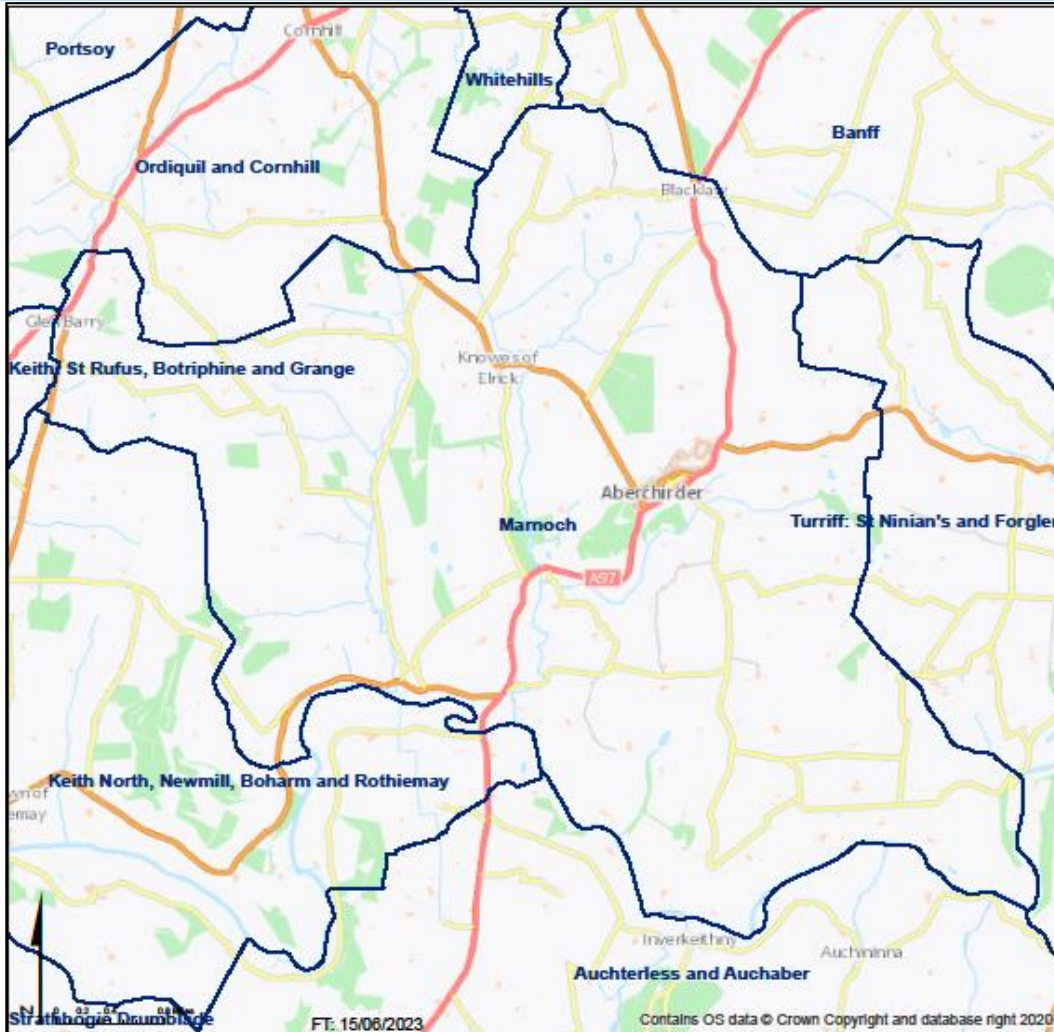 Cornhill
Portsoy
Whitehills
Banff
Ordiquil and Cornhill
Glen Barry
Knowes of
Elrick
Keith: St Rufus, Botriphine and Grange
Aberchirder
Marnoch
Turriff: St Ninian's and Forglen
A97
Keith North, Newmill, Boharm and Rothiemay
Inverkeithny
Auchininna
Auchterless and Auchaber
Strathbogie Drumblade
FT: 15/06/2023
Contains OS data © Crown Copyright and database right 2020